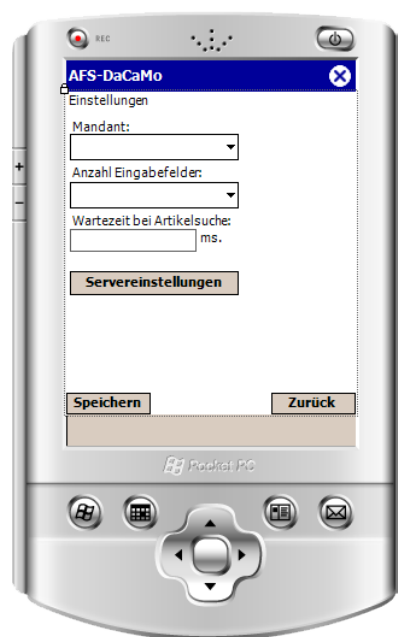 REC
AFS-DaCaMo
Einstellungen
Mandant:
Anzahl Eingabefelder:
Wartezeit bei Artikelsuche:
ms.
Servereinstellungen
Speichern Zurück
Pocket PC